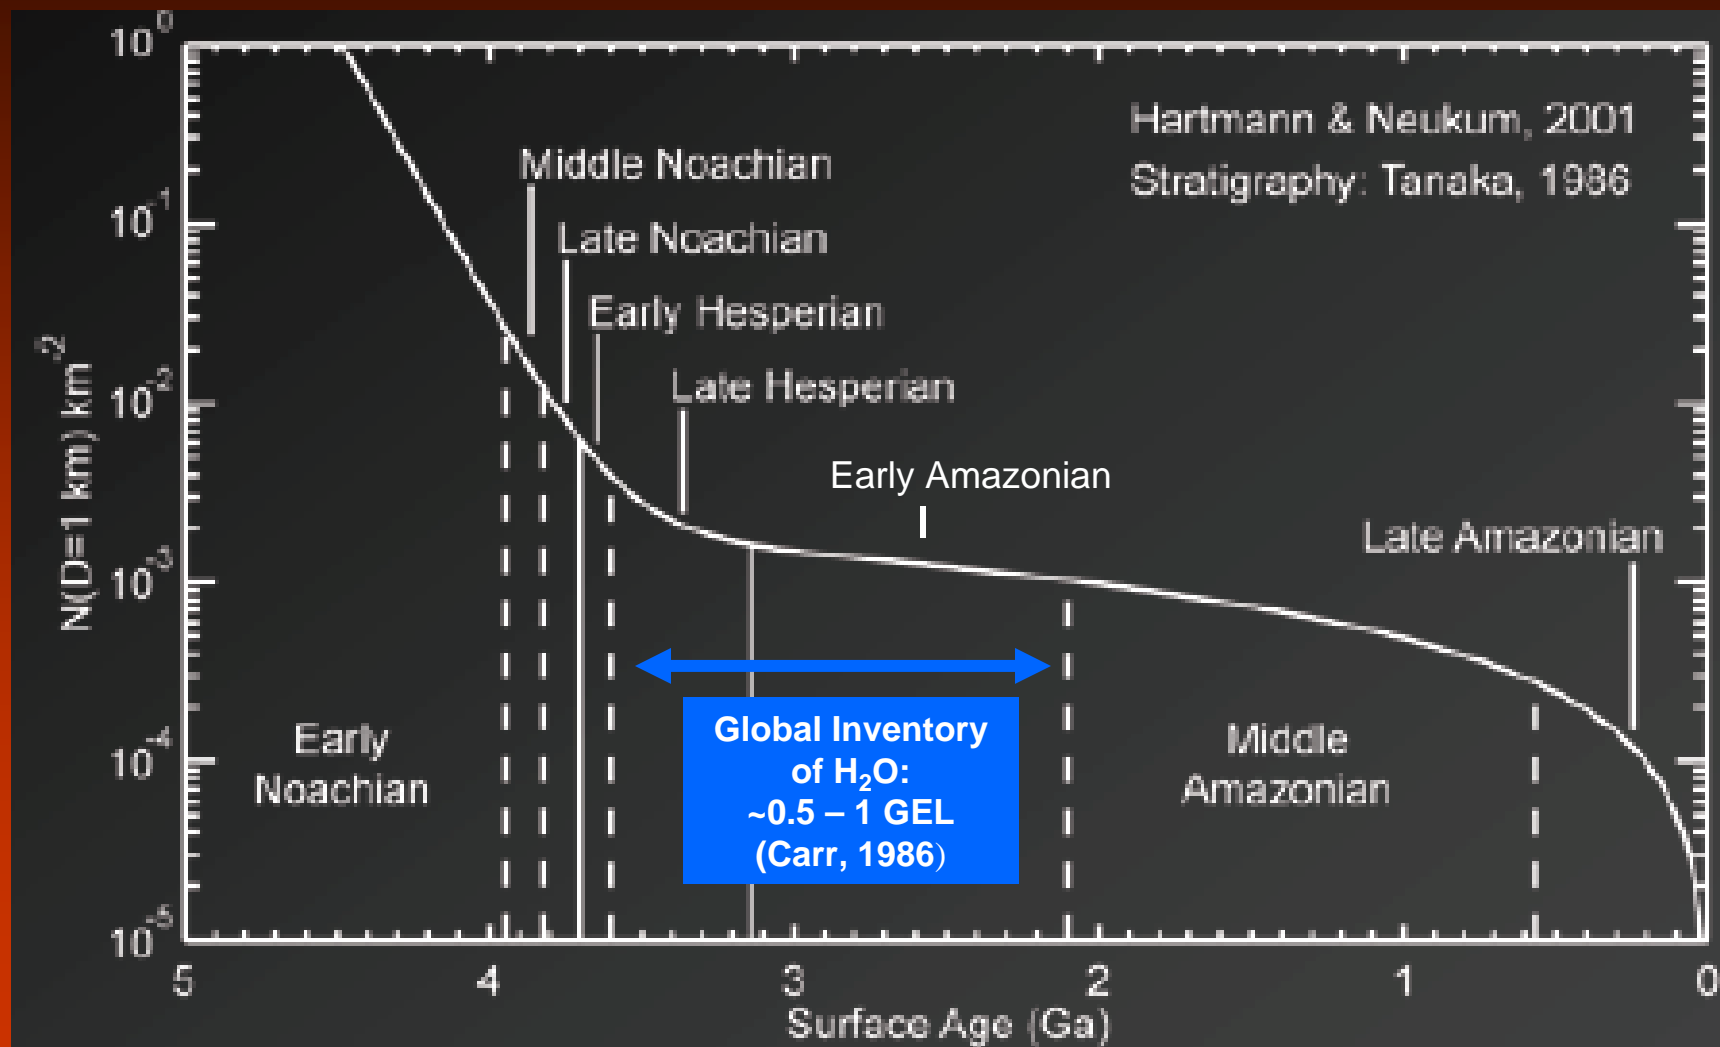 10^0
Hartmann & Neukum, 2001
Stratigraphy: Tanaka, 1986
Middle Noachian
10^-1
Late Noachian
Early Hesperian
Late Hesperian
10^-2
N(D=1 km) km^-2
Early Amazonian
Late Amazonian
10^-3
Global Inventory
of H₂O:
~0.5 – 1 GEL
(Carr, 1986)
Early
Noachian
Middle
Amazonian
10^-4
10^-5
5 4 3 2 1 0
Surface Age (Ga)